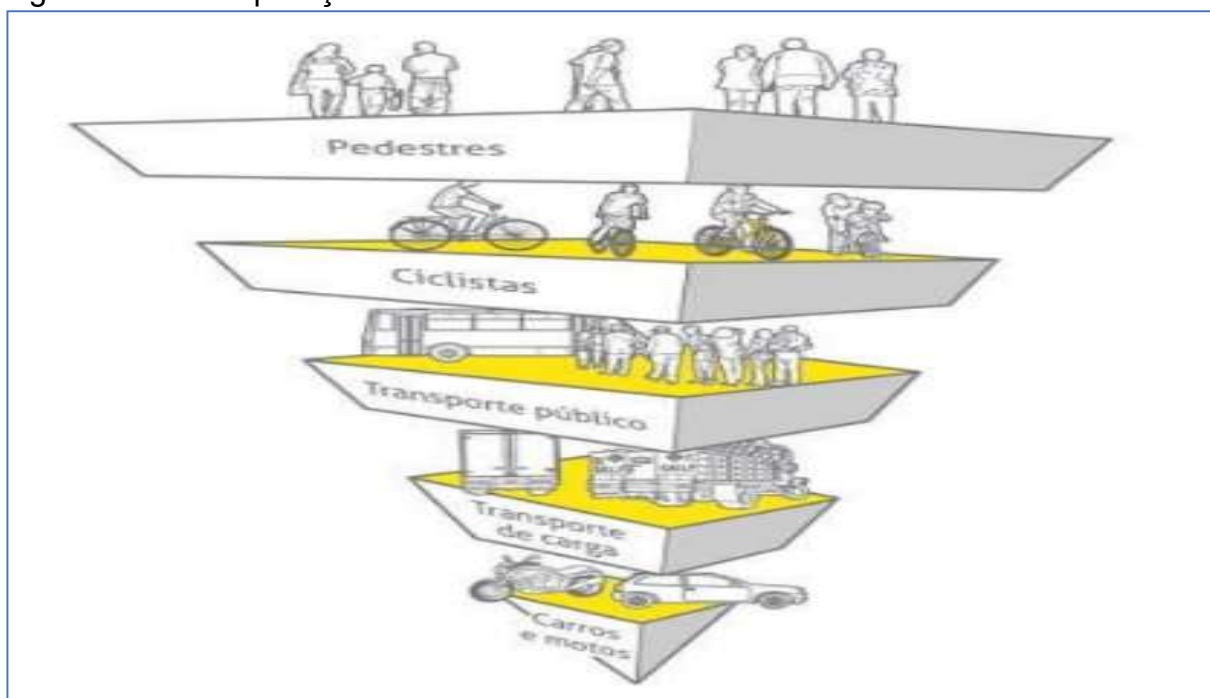 Pedestres
Ciclistas
Transporte público
Transporte
de carga
Carros
e motos